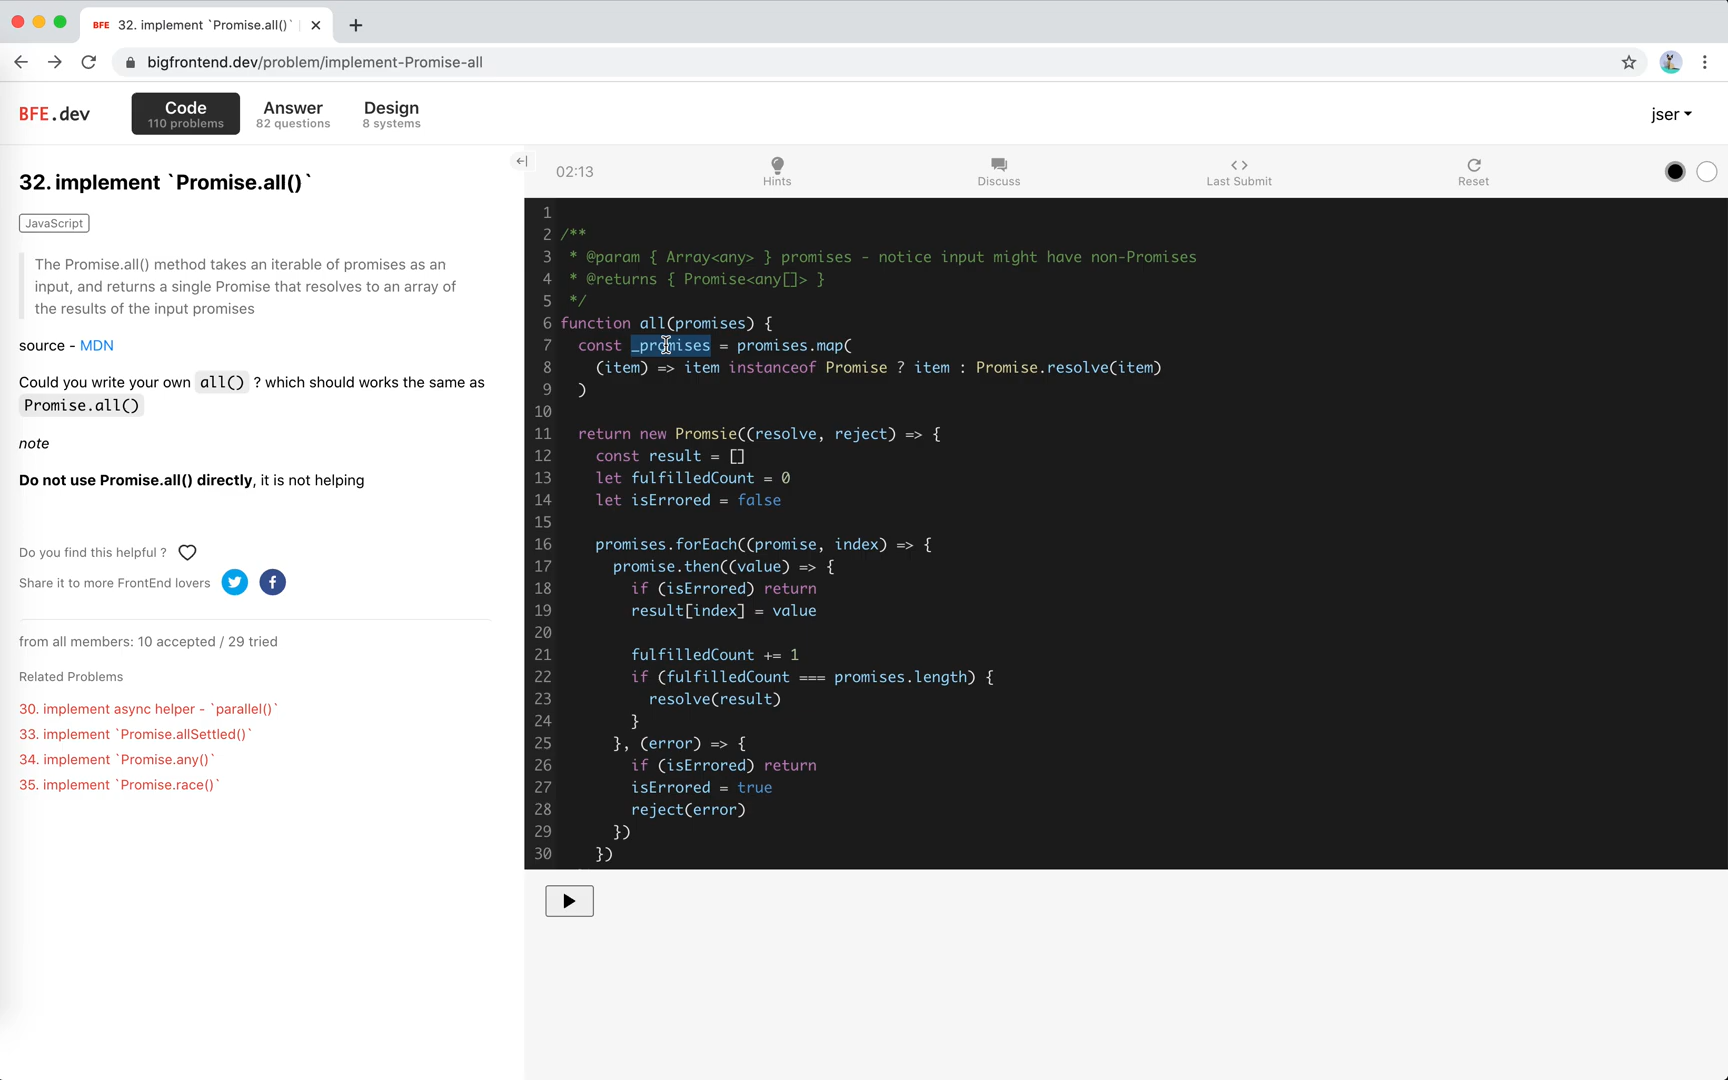 BFE 32. implement `Promise.all()`
bigfrontend.dev/problem/implement-Promise-all
BFE.dev
Code
110 problems
Answer
82 questions
Design
8 systems
jser
32. implement `Promise.all()`
JavaScript
The Promise.all() method takes an iterable of promises as an
input, and returns a single Promise that resolves to an array of
the results of the input promises
source - MDN
Could you write your own all() ? which should works the same as
Promise.all()
note
Do not use Promise.all() directly, it is not helping
Do you find this helpful ?
Share it to more FrontEnd lovers
from all members: 10 accepted / 29 tried
Related Problems
30. implement async helper - `parallel()`
33. implement `Promise.allSettled()`
34. implement `Promise.any()`
35. implement `Promise.race()`
02:13
Hints
Discuss
Last Submit
Reset
1
2 /**
3  * @param { Array<any> } promises - notice input might have non-Promises
4  * @returns { Promise<any[]> }
5  */
6 function all(promises) {
7   const _promises = promises.map(
8     (item) => item instanceof Promise ? item : Promise.resolve(item)
9   )
10
11   return new Promsie((resolve, reject) => {
12     const result = []
13     let fulfilledCount = 0
14     let isErrored = false
15
16     promises.forEach((promise, index) => {
17       promise.then((value) => {
18         if (isErrored) return
19         result[index] = value
20
21         fulfilledCount += 1
22         if (fulfilledCount === promises.length) {
23           resolve(result)
24         }
25       }, (error) => {
26         if (isErrored) return
27         isErrored = true
28         reject(error)
29       })
30     })